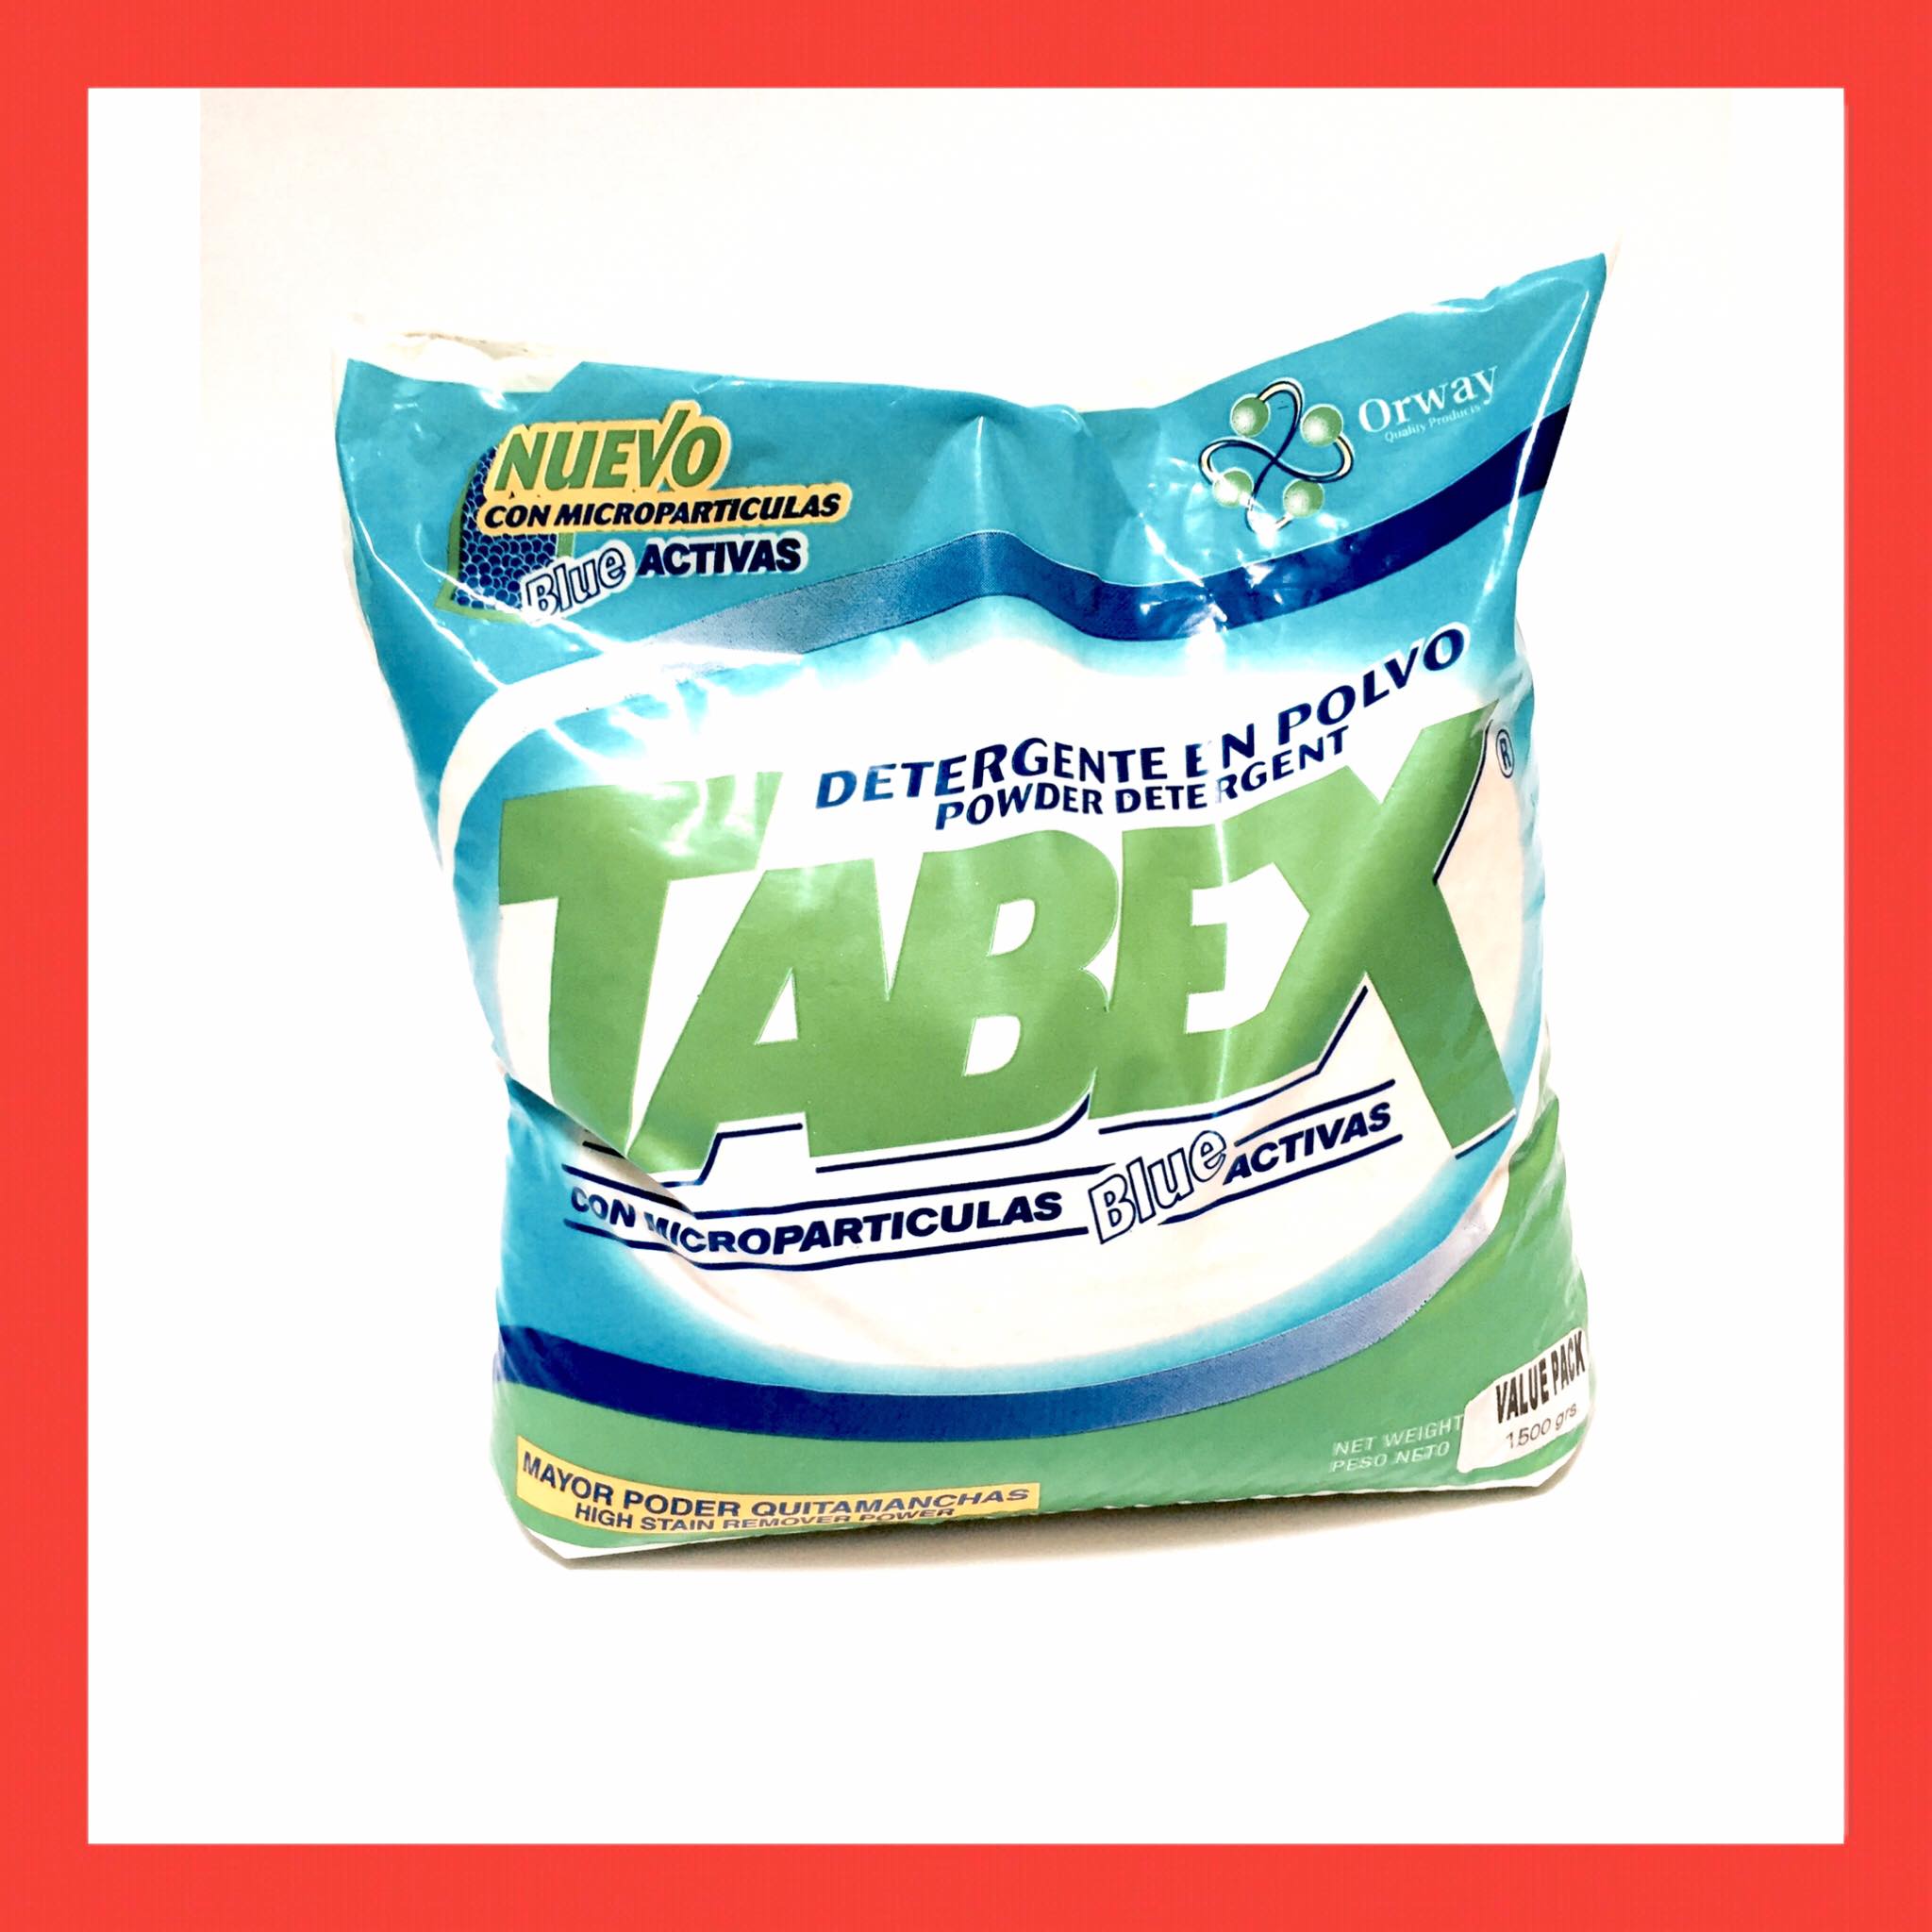 NUEVO
CON MICROPARTICULAS
Blue ACTIVAS
Orway
Quality Products
DETERGENTE EN POLVO
POWDER DETERGENT
TABEX®
CON MICROPARTICULAS Blue ACTIVAS
VALUE PACK
1500 grs
NET WEIGHT
PESO NETO
MAYOR PODER QUITAMANCHAS
HIGH STAIN REMOVER POWER